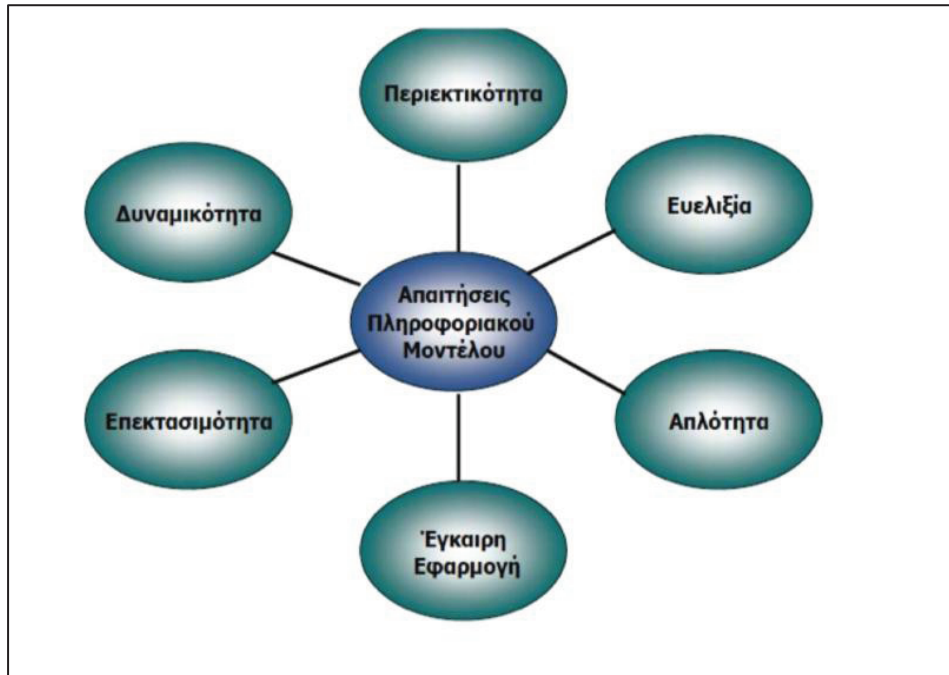 Περιεκτικότητα
Δυναμικότητα
Ευελιξία
Απαιτήσεις
Πληροφοριακού
Μοντέλου
Επεκτασιμότητα
Απλότητα
Έγκαιρη
Εφαρμογή